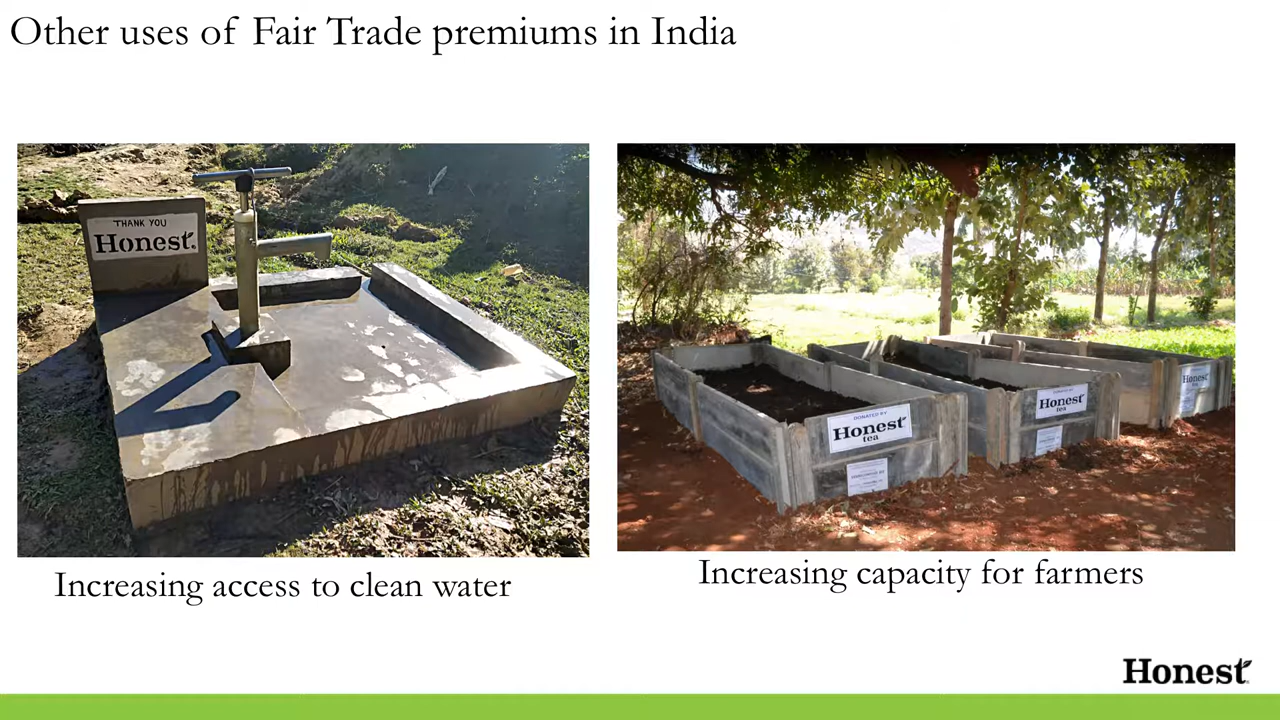 Other uses of Fair Trade premiums in India
THANK YOU
Honest
DONATED BY
Honest
tea
Honest
tea
Honest
tea
Increasing access to clean water
Increasing capacity for farmers
Honest